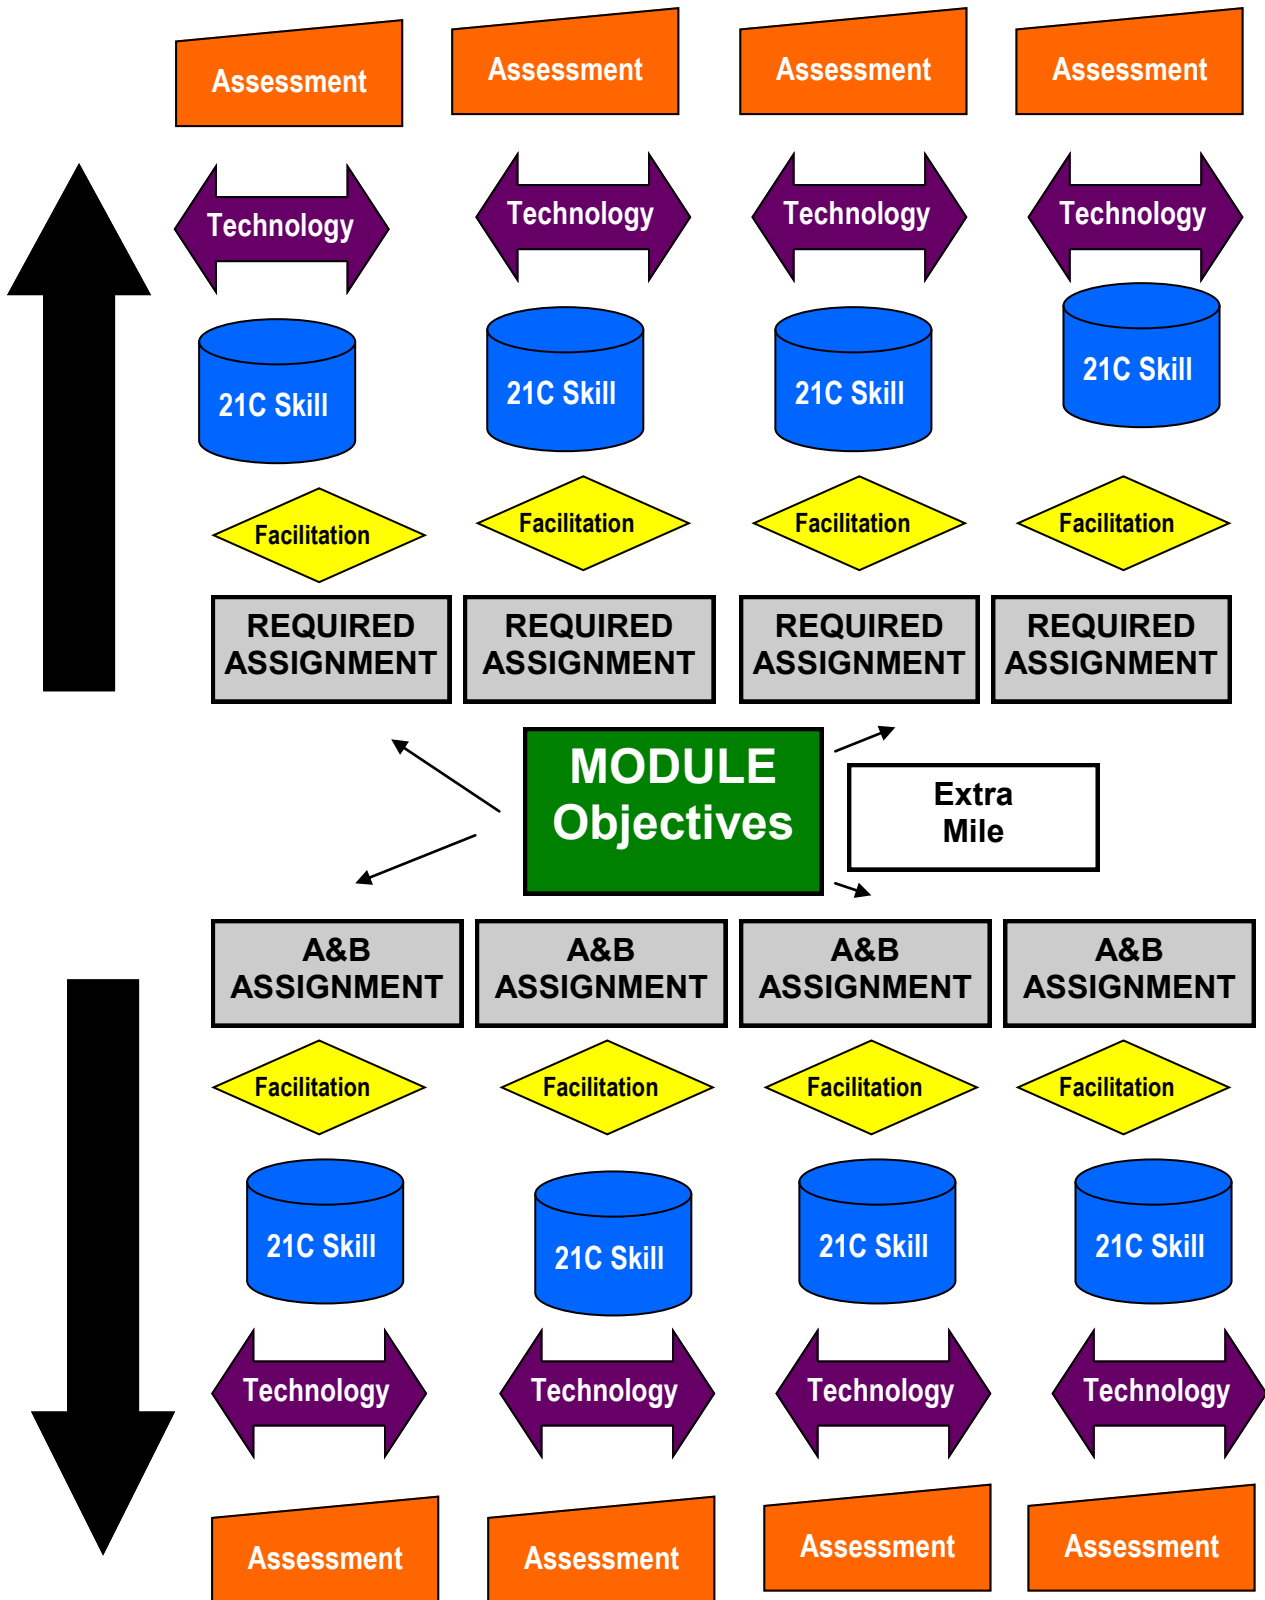 Assessment
Assessment
Assessment
Assessment
Technology
Technology
Technology
Technology
21C Skill
21C Skill
21C Skill
21C Skill
Facilitation
Facilitation
Facilitation
Facilitation
REQUIRED
ASSIGNMENT
REQUIRED
ASSIGNMENT
REQUIRED
ASSIGNMENT
REQUIRED
ASSIGNMENT
MODULE
Objectives
Extra
Mile
A&B
ASSIGNMENT
A&B
ASSIGNMENT
A&B
ASSIGNMENT
A&B
ASSIGNMENT
Facilitation
Facilitation
Facilitation
Facilitation
21C Skill
21C Skill
21C Skill
21C Skill
Technology
Technology
Technology
Technology
Assessment
Assessment
Assessment
Assessment